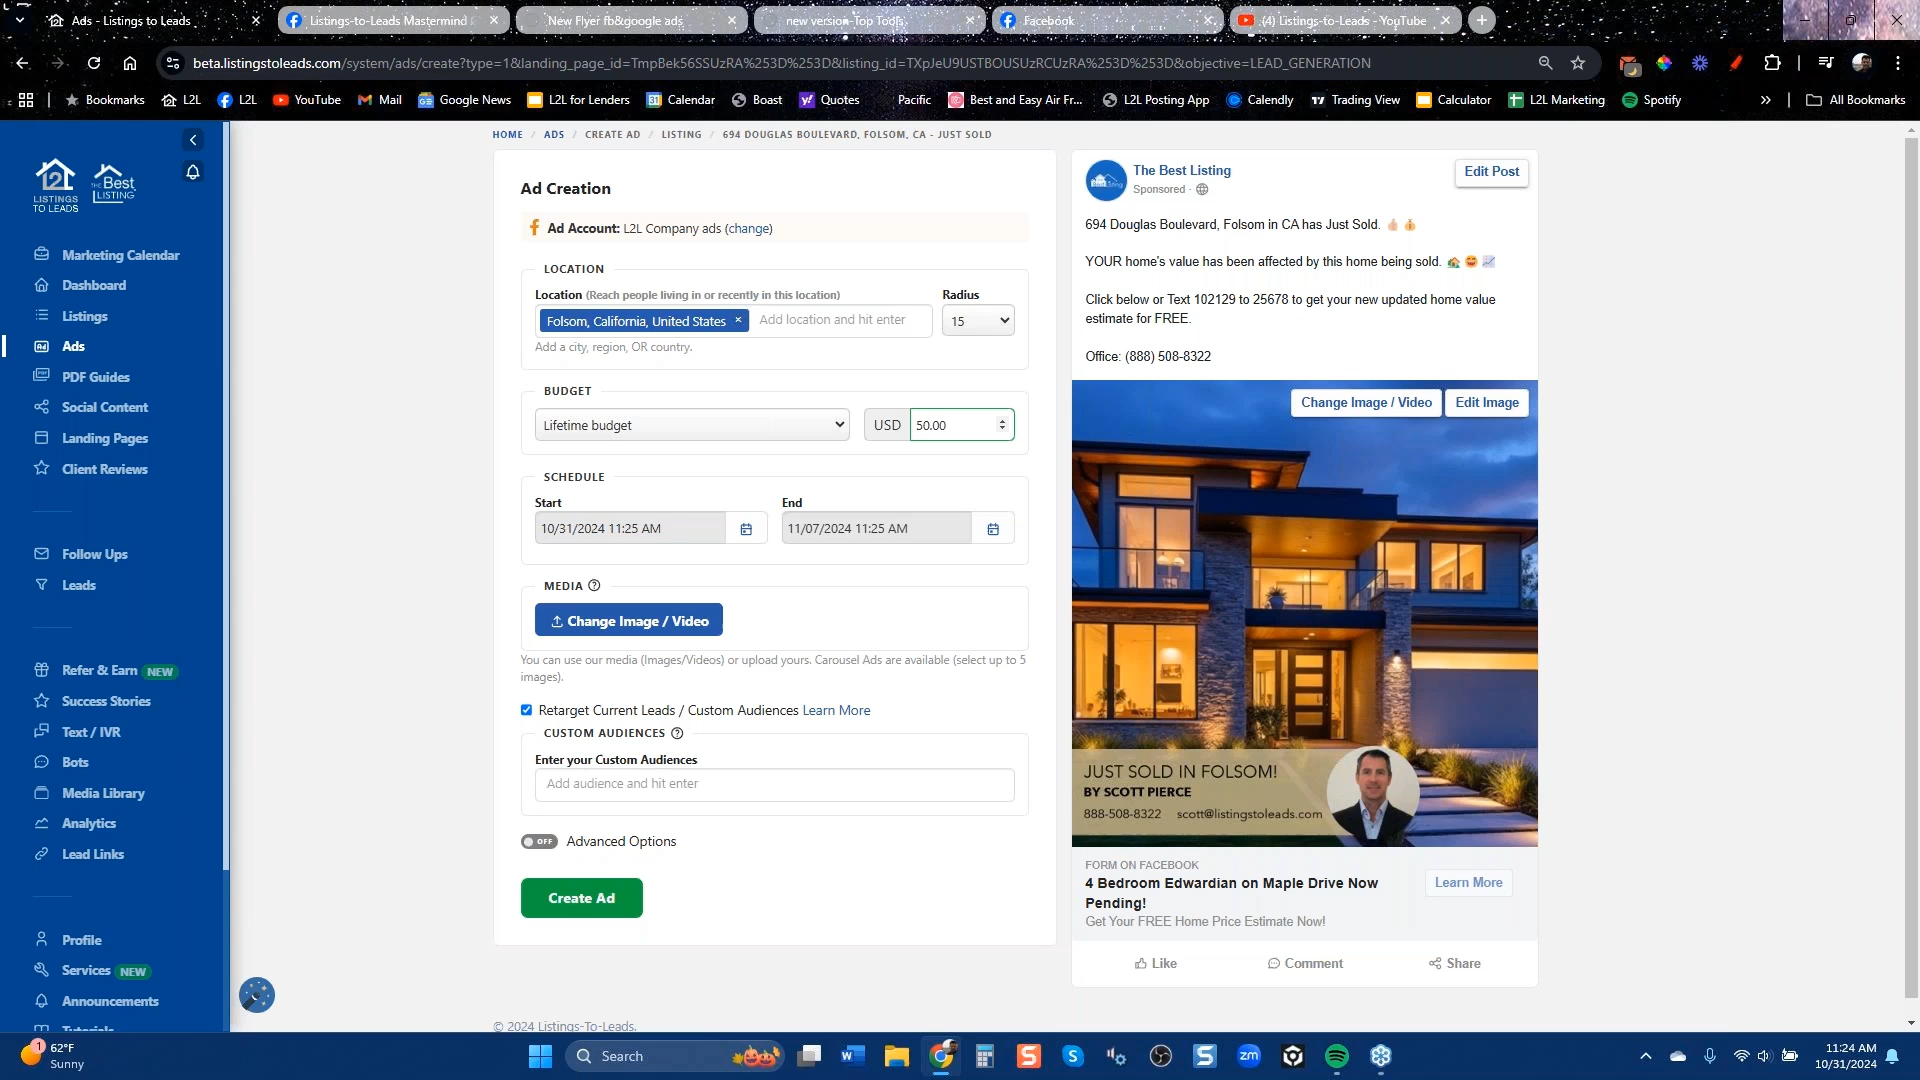 Ads - Listings to Leads
Listings-to-Leads Mastermind
New Flyer fb&google ads
new version-Top Tools
Facebook
(4) Listings-to-Leads - YouTube
beta.listingstoleads.com/system/ads/create?type=1&landing_page_id=TmpBek56SSUzRA%253D%253D&listing_id=TXpJeU9USTBOUSUzRCUzRA%253D%253D&objective=LEAD_GENERATION
Bookmarks
L2L
L2L
YouTube
Mail
Google News
L2L for Lenders
Calendar
Boast
Quotes
Pacific
Best and Easy Air Fr...
L2L Posting App
Calendly
Trading View
Calculator
L2L Marketing
Spotify
All Bookmarks
L2L
LISTINGS
TO LEADS
THE Best
LISTING
Marketing Calendar
Dashboard
Listings
Ads
PDF Guides
Social Content
Landing Pages
Client Reviews
Follow Ups
Leads
Refer & Earn NEW
Success Stories
Text / IVR
Bots
Media Library
Analytics
Lead Links
Profile
Services NEW
Announcements
Tutorials
HOME / ADS / CREATE AD / LISTING / 694 DOUGLAS BOULEVARD, FOLSOM, CA - JUST SOLD
Ad Creation
Ad Account: L2L Company ads (change)
LOCATION
Location (Reach people living in or recently in this location)
Radius
Folsom, California, United States × Add location and hit enter
15
Add a city, region, OR country.
BUDGET
Lifetime budget
USD 50.00
SCHEDULE
Start
End
10/31/2024 11:25 AM
11/07/2024 11:25 AM
MEDIA
Change Image / Video
You can use our media (Images/Videos) or upload yours. Carousel Ads are available (select up to 5
images).
Retarget Current Leads / Custom Audiences Learn More
CUSTOM AUDIENCES
Enter your Custom Audiences
Add audience and hit enter
OFF Advanced Options
Create Ad
© 2024 Listings-To-Leads.
The Best Listing
Sponsored ·
Edit Post
694 Douglas Boulevard, Folsom in CA has Just Sold. 👍🏻 💰
YOUR home's value has been affected by this home being sold. 🏡 😄 📈
Click below or Text 102129 to 25678 to get your new updated home value
estimate for FREE.
Office: (888) 508-8322
Change Image / Video
Edit Image
JUST SOLD IN FOLSOM!
BY SCOTT PIERCE
888-508-8322 scott@listingstoleads.com
FORM ON FACEBOOK
4 Bedroom Edwardian on Maple Drive Now
Pending!
Get Your FREE Home Price Estimate Now!
Learn More
Like
Comment
Share
1
62°F
Sunny
Search
zm
11:24 AM
10/31/2024